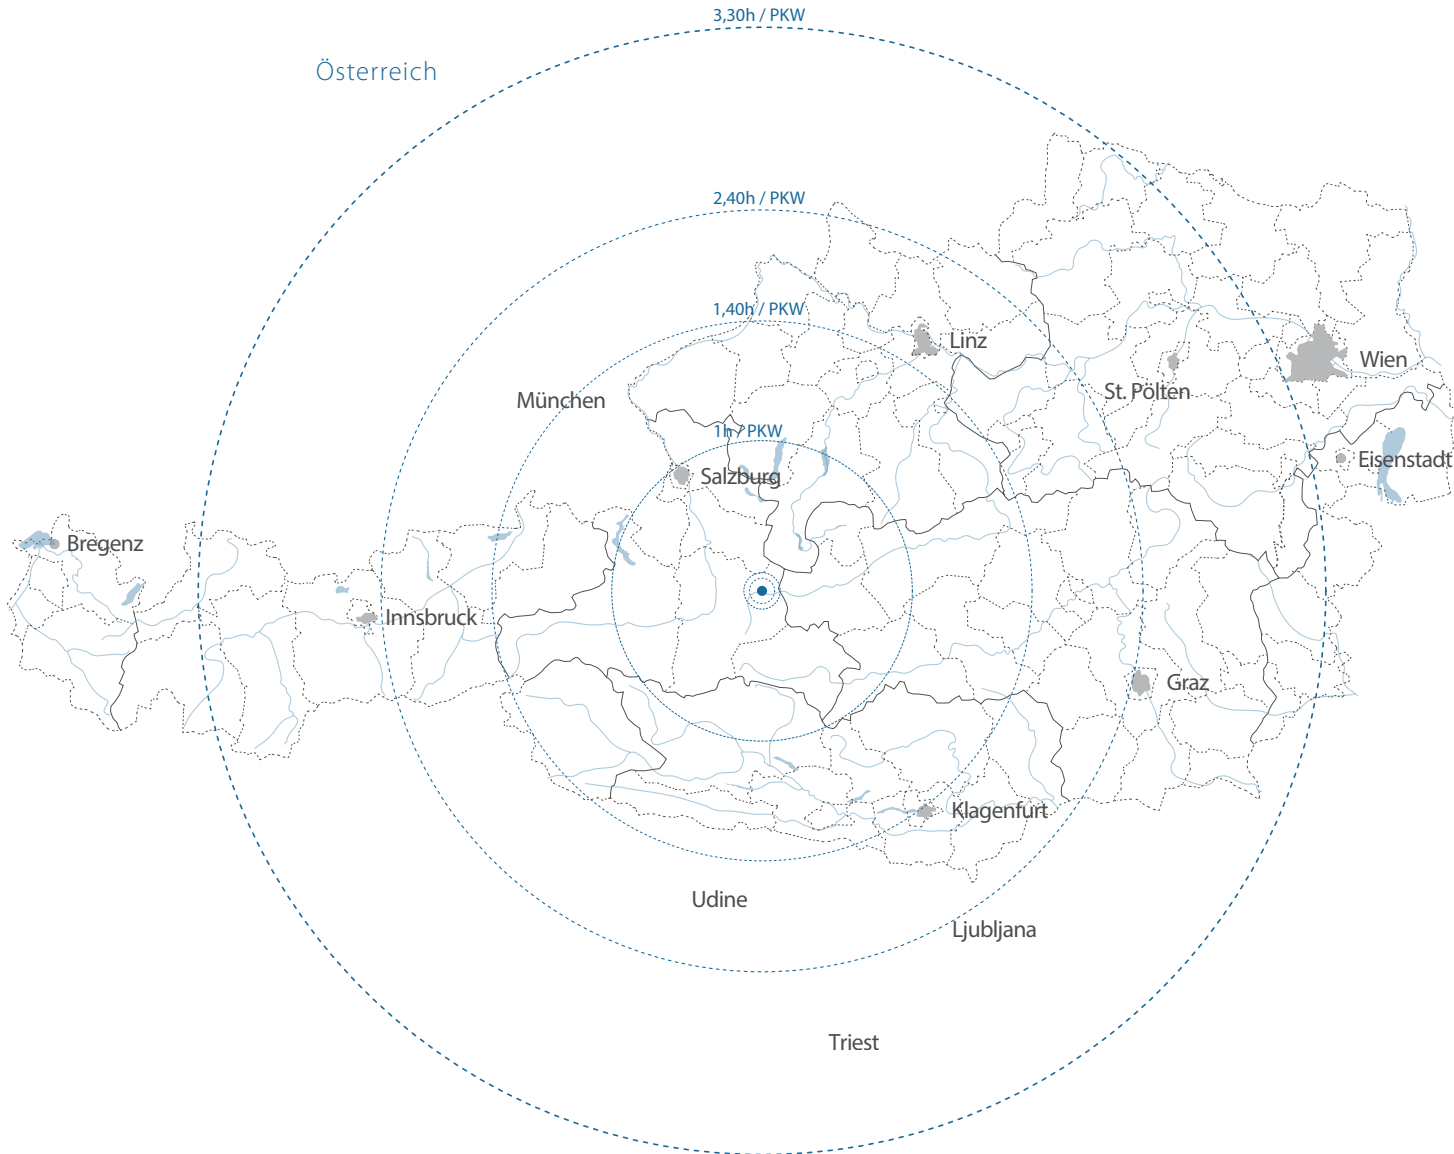 3,30h / PKW
Österreich
2,40h / PKW
1,40h / PKW
Linz
Wien
St. Pölten
München
1h / PKW
Salzburg
Eisenstadt
Bregenz
Innsbruck
Graz
Klagenfurt
Udine
Ljubljana
Triest